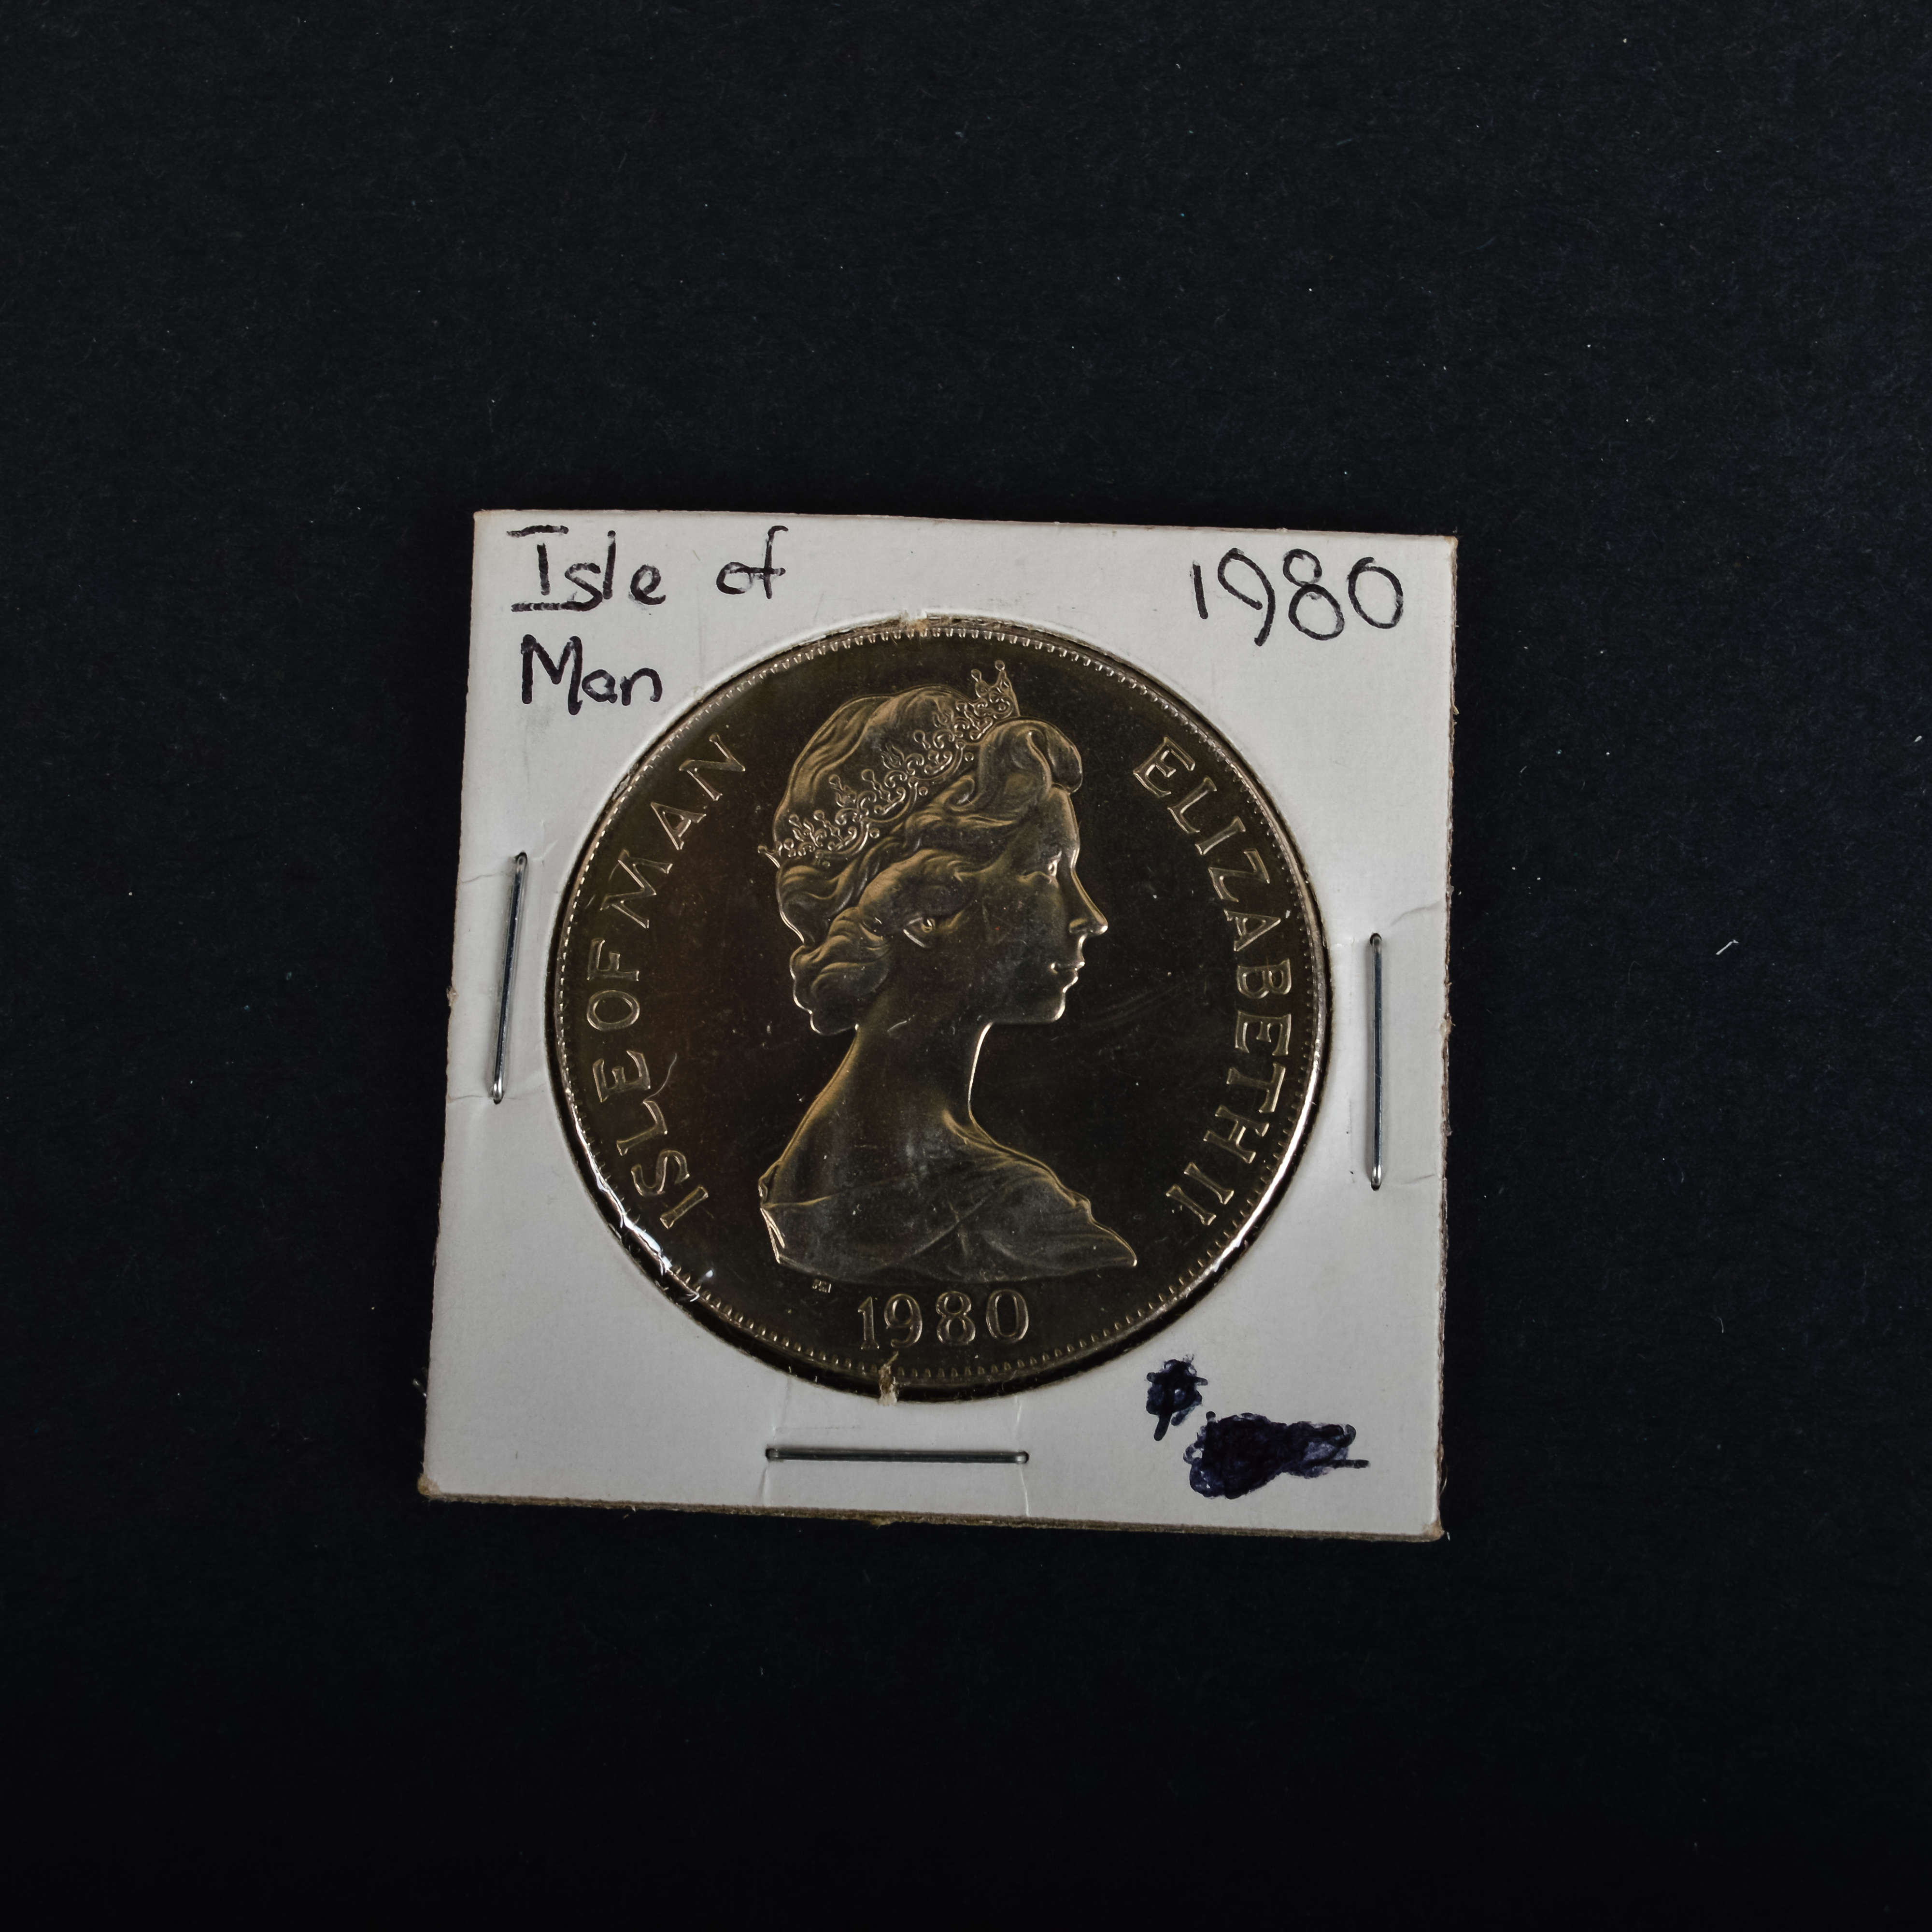 Isle of
Man
1980
ISLE OF MAN
ELIZABETH II
1980